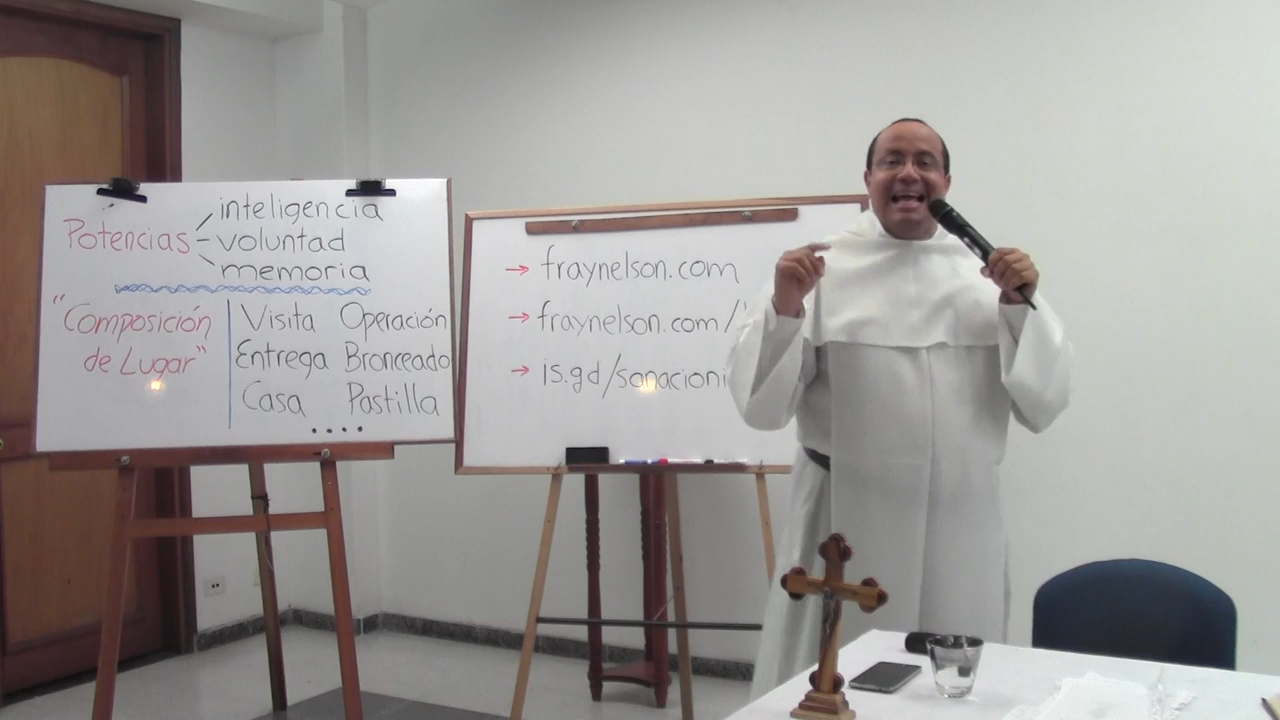 Potencias
inteligencia
voluntad
memoria
"Composición
de Lugar"
Visita Operación
Entrega Bronceado
Casa Pastilla
....
→ fraynelson.com
→ fraynelson.com/
→ is.gd/sanacioni